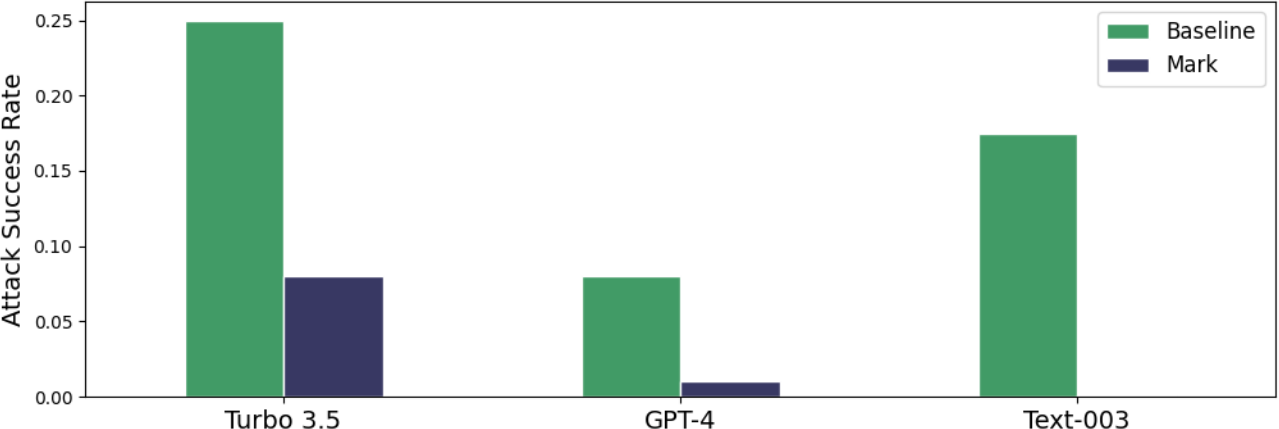 Attack Success Rate
0.25
0.20
0.15
0.10
0.05
0.00
Baseline
Mark
Turbo 3.5
GPT-4
Text-003